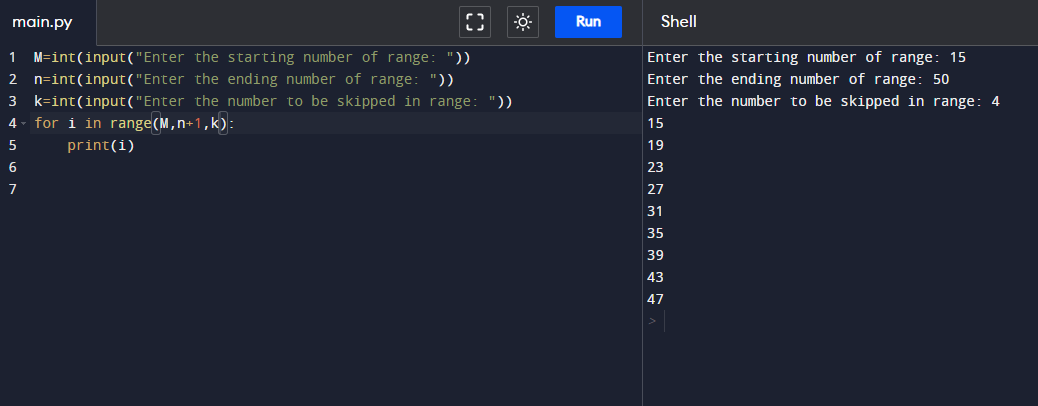 main.py
Run
Shell
1 M=int(input("Enter the starting number of range: "))
2 n=int(input("Enter the ending number of range: "))
3 k=int(input("Enter the number to be skipped in range: "))
4 for i in range(M,n+1,k):
5     print(i)
6
7
Enter the starting number of range: 15
Enter the ending number of range: 50
Enter the number to be skipped in range: 4
15
19
23
27
31
35
39
43
47
>